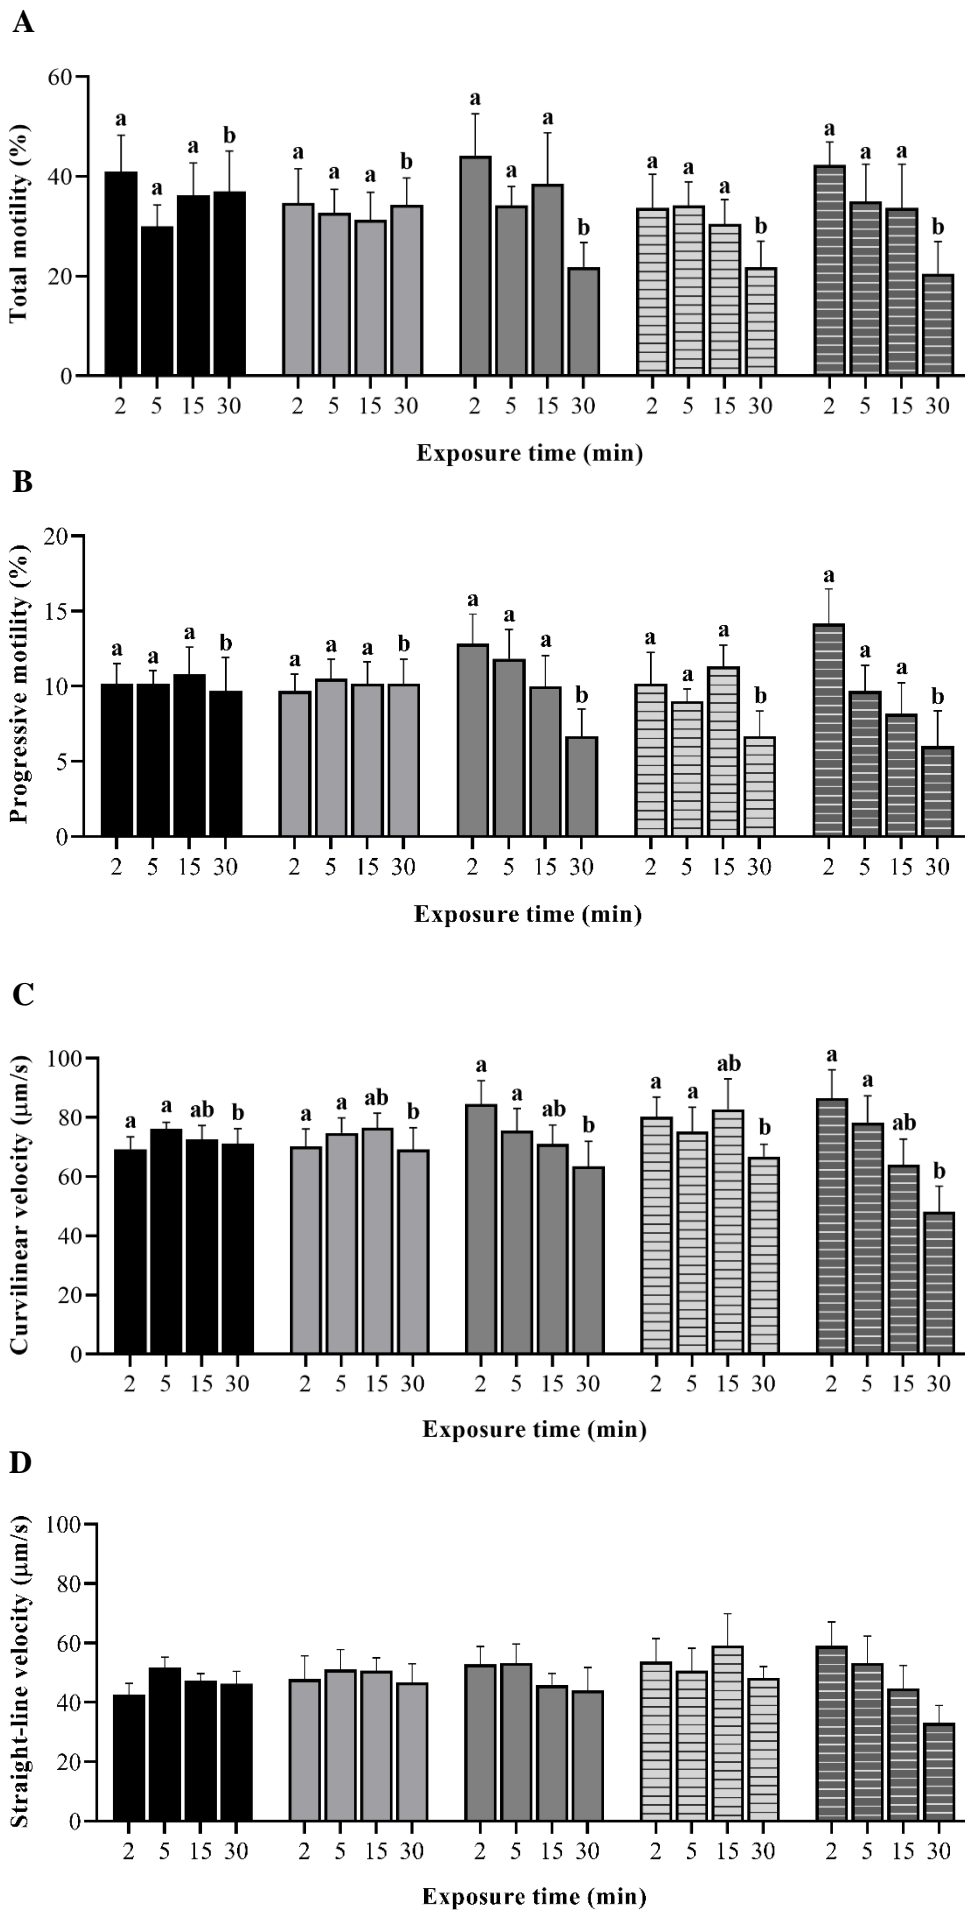 A
Total motility (%)
60
40
20
0
a a a b a a a b a a a b a a a b a a a b
2 5 15 30 2 5 15 30 2 5 15 30 2 5 15 30 2 5 15 30
Exposure time (min)
B
Progressive motility (%)
20
15
10
5
0
a a a b a a a b a a a b a a a b a a a b
2 5 15 30 2 5 15 30 2 5 15 30 2 5 15 30 2 5 15 30
Exposure time (min)
C
Curvilinear velocity (µm/s)
100
80
60
40
20
0
a a ab b a a ab b a a ab b a a ab b a a ab b
2 5 15 30 2 5 15 30 2 5 15 30 2 5 15 30 2 5 15 30
Exposure time (min)
D
Straight-line velocity (µm/s)
100
80
60
40
20
0
2 5 15 30 2 5 15 30 2 5 15 30 2 5 15 30 2 5 15 30
Exposure time (min)